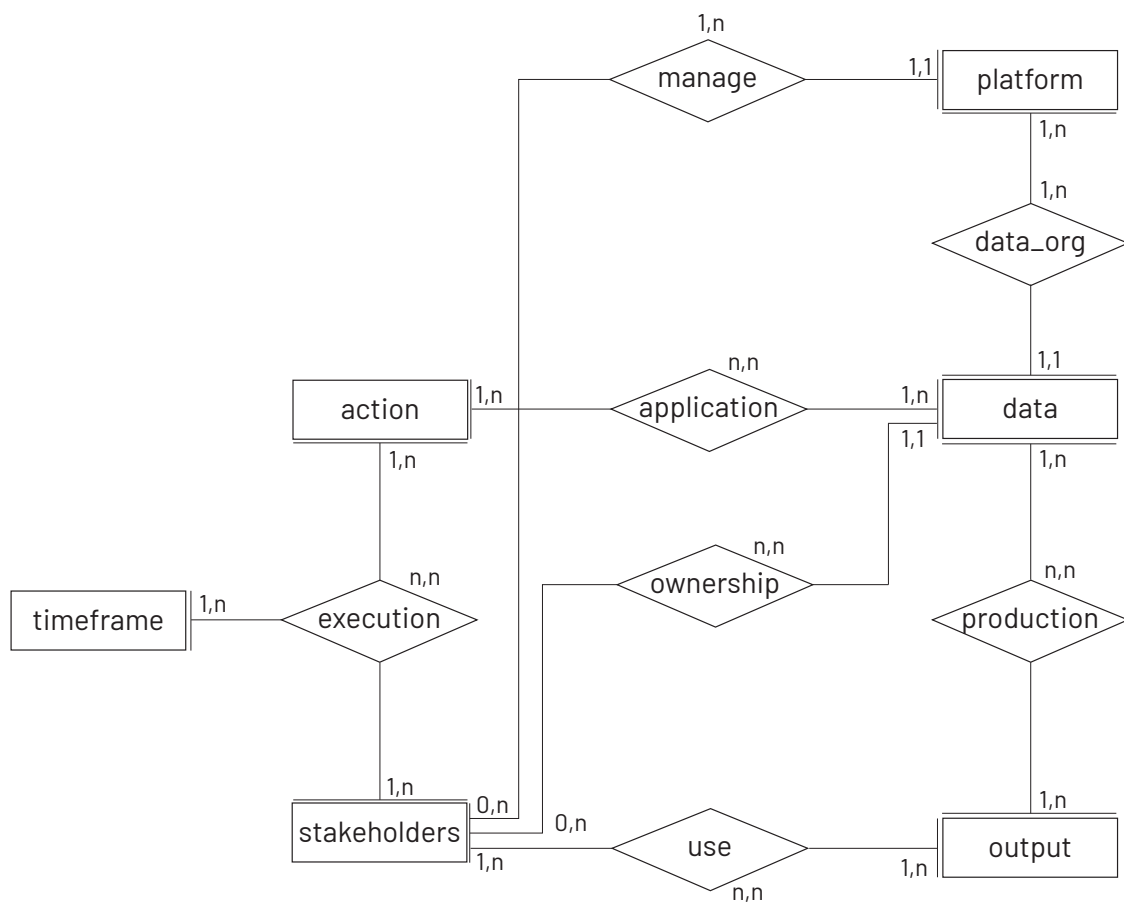 1,n
manage
1,1
platform
1,n
1,n
data_org
1,1
action
1,n
n,n
application
1,n
data
1,n
1,1
1,n
n,n
ownership
n,n
execution
1,n
timeframe
n,n
production
1,n
stakeholders
0,n
0,n
1,n
use
n,n
1,n
1,n
output